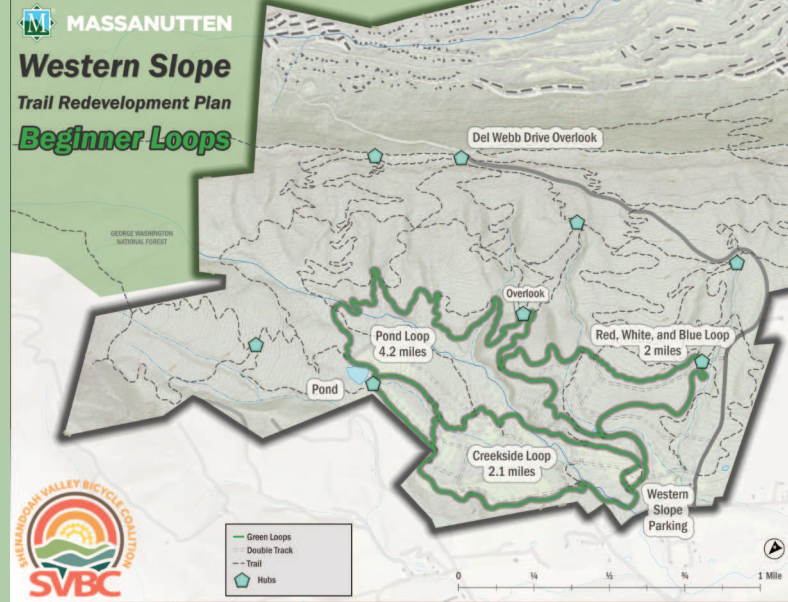 M MASSANUTTEN
Western Slope
Trail Redevelopment Plan
Beginner Loops
Del Webb Drive Overlook
GEORGE WASHINGTON
NATIONAL FOREST
Overlook
Pond Loop
4.2 miles
Red, White, and Blue Loop
2 miles
Pond
Creekside Loop
2.1 miles
Western
Slope
Parking
SHENANDOAH VALLEY BICYCLE COALITION
SVBC
Green Loops
Double Track
Trail
Hubs
0 ¼ ½ ¾ 1 Mile